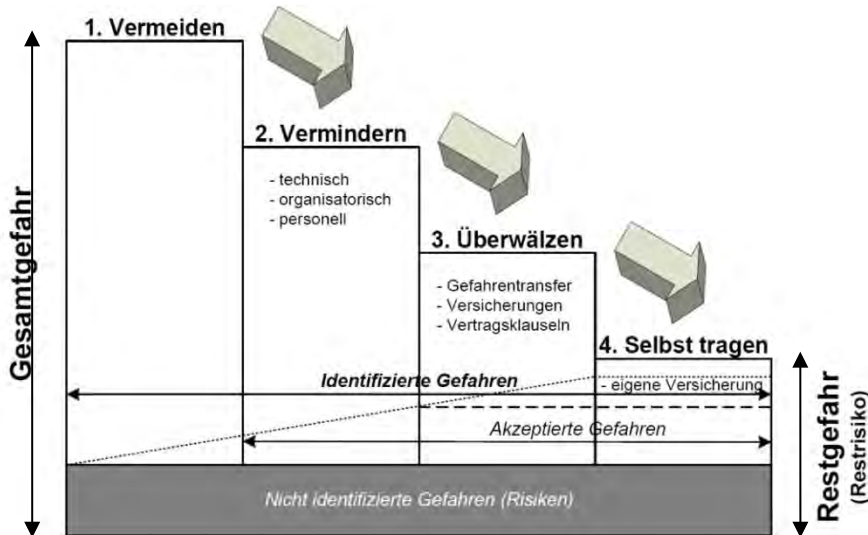 1. Vermeiden
2. Vermindern
- technisch
- organisatorisch
- personell
3. Überwälzen
- Gefahrentransfer
- Versicherungen
- Vertragsklauseln
4. Selbst tragen
- eigene Versicherung
Identifizierte Gefahren
Akzeptierte Gefahren
Nicht identifizierte Gefahren (Risiken)
Gesamtgefahr
Restgefahr
(Restrisiko)